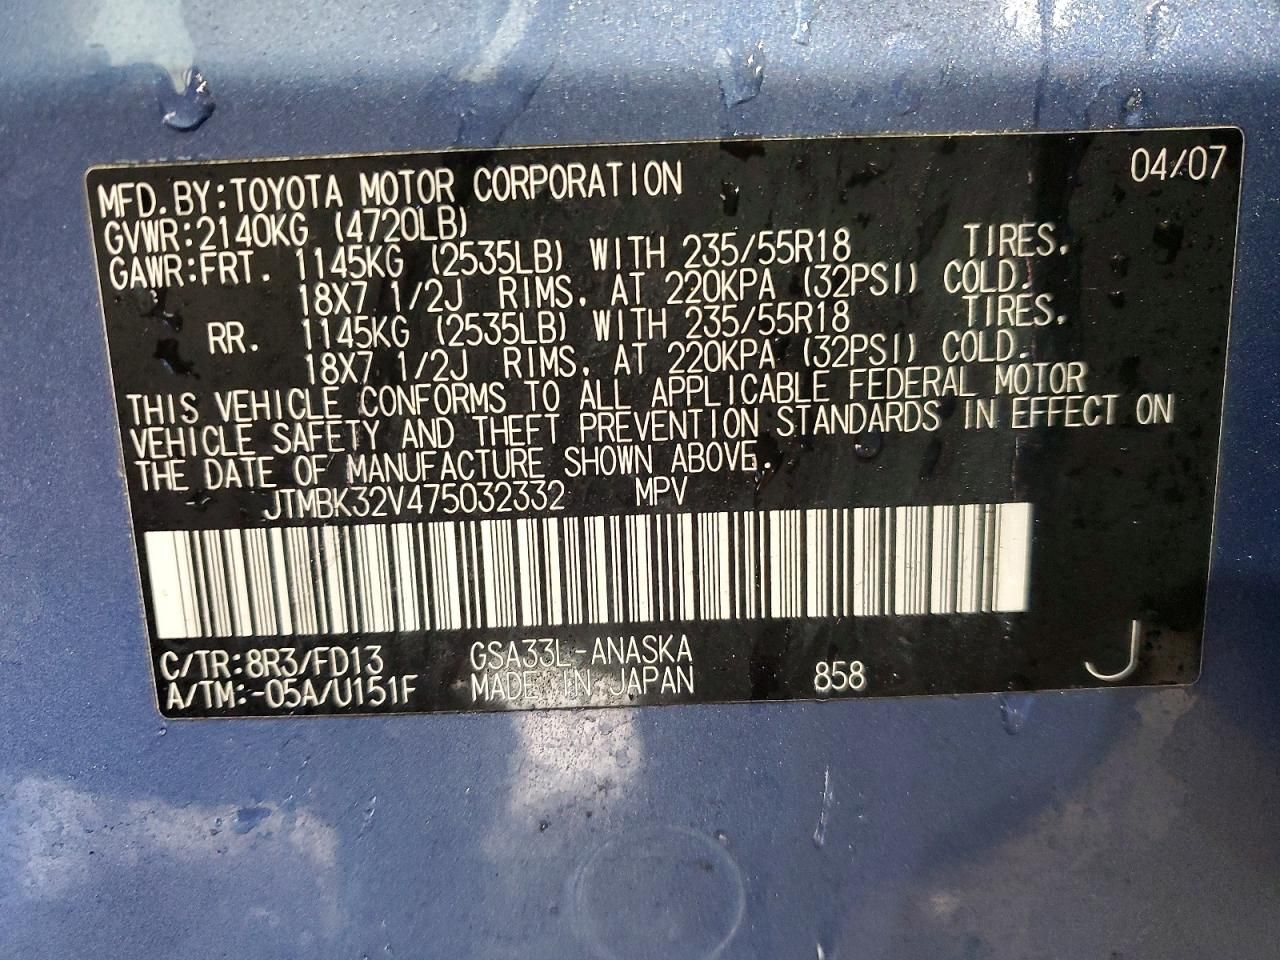 04/07
MFD. BY: TOYOTA MOTOR CORPORATION
GVWR: 2140KG (4720LB)
GAWR: FRT. 1145KG (2535LB) WITH 235/55R18 TIRES.
18X7 1/2J RIMS, AT 220KPA (32PSI) COLD.
RR. 1145KG (2535LB) WITH 235/55R18 TIRES.
18X7 1/2J RIMS, AT 220KPA (32PSI) COLD.
THIS VEHICLE CONFORMS TO ALL APPLICABLE FEDERAL MOTOR
VEHICLE SAFETY AND THEFT PREVENTION STANDARDS IN EFFECT ON
THE DATE OF MANUFACTURE SHOWN ABOVE.
JTMBK32V475032332 MPV
C/TR: 8R3/FD13 GSA33L-ANASKA
A/TM: -05A/U151F MADE IN JAPAN 858 J